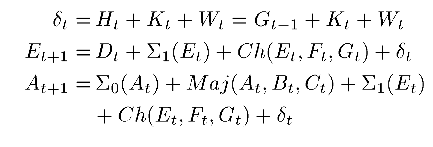 δ_t = H_t + K_t + W_t = G_{t−1} + K_t + W_t
E_{t+1} = D_t + Σ_1(E_t) + Ch(E_t, F_t, G_t) + δ_t
A_{t+1} = Σ_0(A_t) + Maj(A_t, B_t, C_t) + Σ_1(E_t)
+ Ch(E_t, F_t, G_t) + δ_t